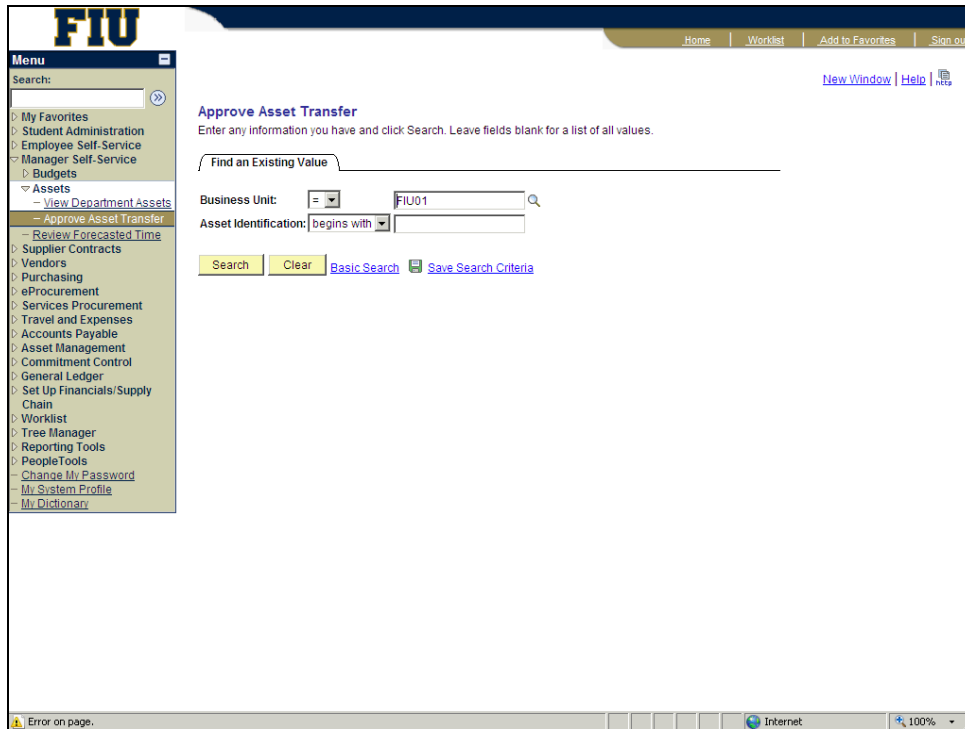 FIU
Home | Worklist | Add to Favorites | Sign ou
Menu
Search:
New Window | Help | http
My Favorites
Student Administration
Employee Self-Service
Manager Self-Service
Budgets
Assets
– View Department Assets
– Approve Asset Transfer
– Review Forecasted Time
Supplier Contracts
Vendors
Purchasing
eProcurement
Services Procurement
Travel and Expenses
Accounts Payable
Asset Management
Commitment Control
General Ledger
Set Up Financials/Supply
Chain
Worklist
Tree Manager
Reporting Tools
PeopleTools
– Change My Password
– My System Profile
– My Dictionary
Approve Asset Transfer
Enter any information you have and click Search. Leave fields blank for a list of all values.
Find an Existing Value
Business Unit: = FIU01
Asset Identification: begins with
Search Clear Basic Search Save Search Criteria
Error on page. Internet 100%